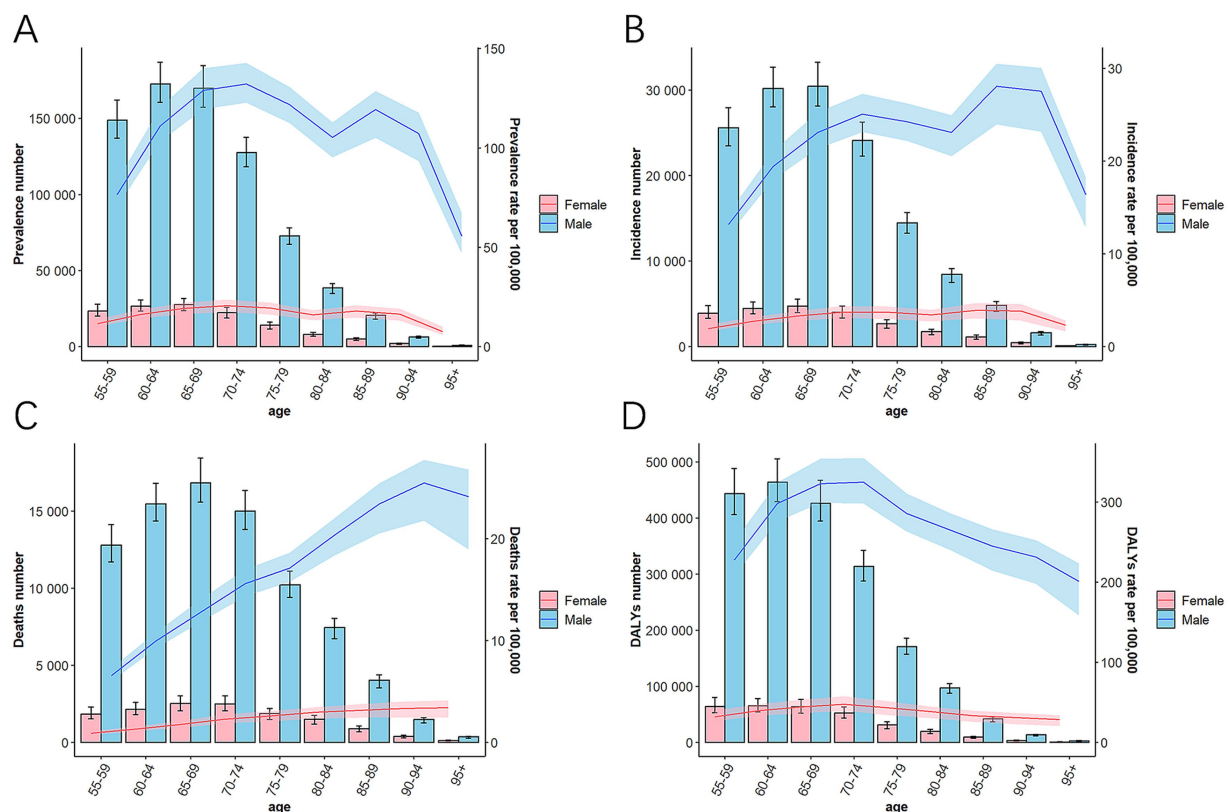 A
Prevalence number
150 000
100 000
50 000
0
150
100
50
0
Prevalence rate per 100,000
Female
Male
55-59
60-64
65-69
70-74
75-79
80-84
85-89
90-94
95+
age
B
Incidence number
30 000
20 000
10 000
0
30
20
10
0
Incidence rate per 100,000
Female
Male
55-59
60-64
65-69
70-74
75-79
80-84
85-89
90-94
95+
age
C
Deaths number
15 000
10 000
5 000
0
20
10
0
Deaths rate per 100,000
Female
Male
55-59
60-64
65-69
70-74
75-79
80-84
85-89
90-94
95+
age
D
DALYs number
500 000
400 000
300 000
200 000
100 000
0
300
200
100
0
DALYs rate per 100,000
Female
Male
55-59
60-64
65-69
70-74
75-79
80-84
85-89
90-94
95+
age